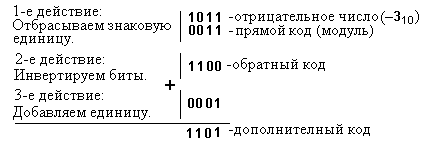 1-е действие:
Отбрасываем знаковую
единицу.
1011 -отрицательное число(–3₁₀)
0011 -прямой код (модуль)
2-е действие:
Инвертируем биты.
1100 -обратный код
+
3-е действие:
Добавляем единицу.
0001
1101 -дополнителный код